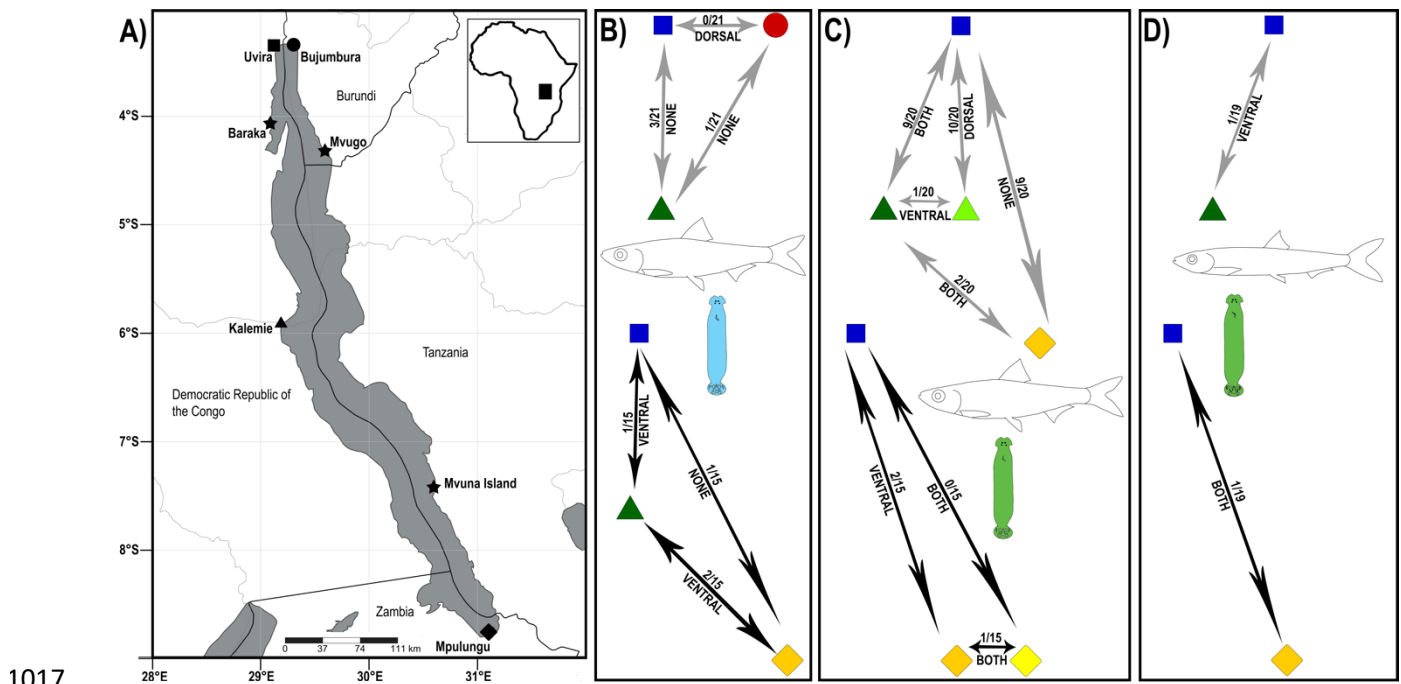 A)
Uvira
Bujumbura
Burundi
4°S
Baraka
Mvugo
5°S
6°S
Kalemie
Tanzania
Democratic Republic of
the Congo
7°S
Mvuna Island
8°S
Zambia
Mpulungu
0 37 74 111 km
28°E 29°E 30°E 31°E
B)
0/21
DORSAL
3/21
NONE
1/21
NONE
1/15
VENTRAL
1/15
NONE
2/15
VENTRAL
C)
9/20
BOTH
10/20
DORSAL
9/20
NONE
1/20
VENTRAL
2/20
BOTH
2/15
VENTRAL
0/15
BOTH
1/15
BOTH
D)
1/19
VENTRAL
1/19
BOTH
1017